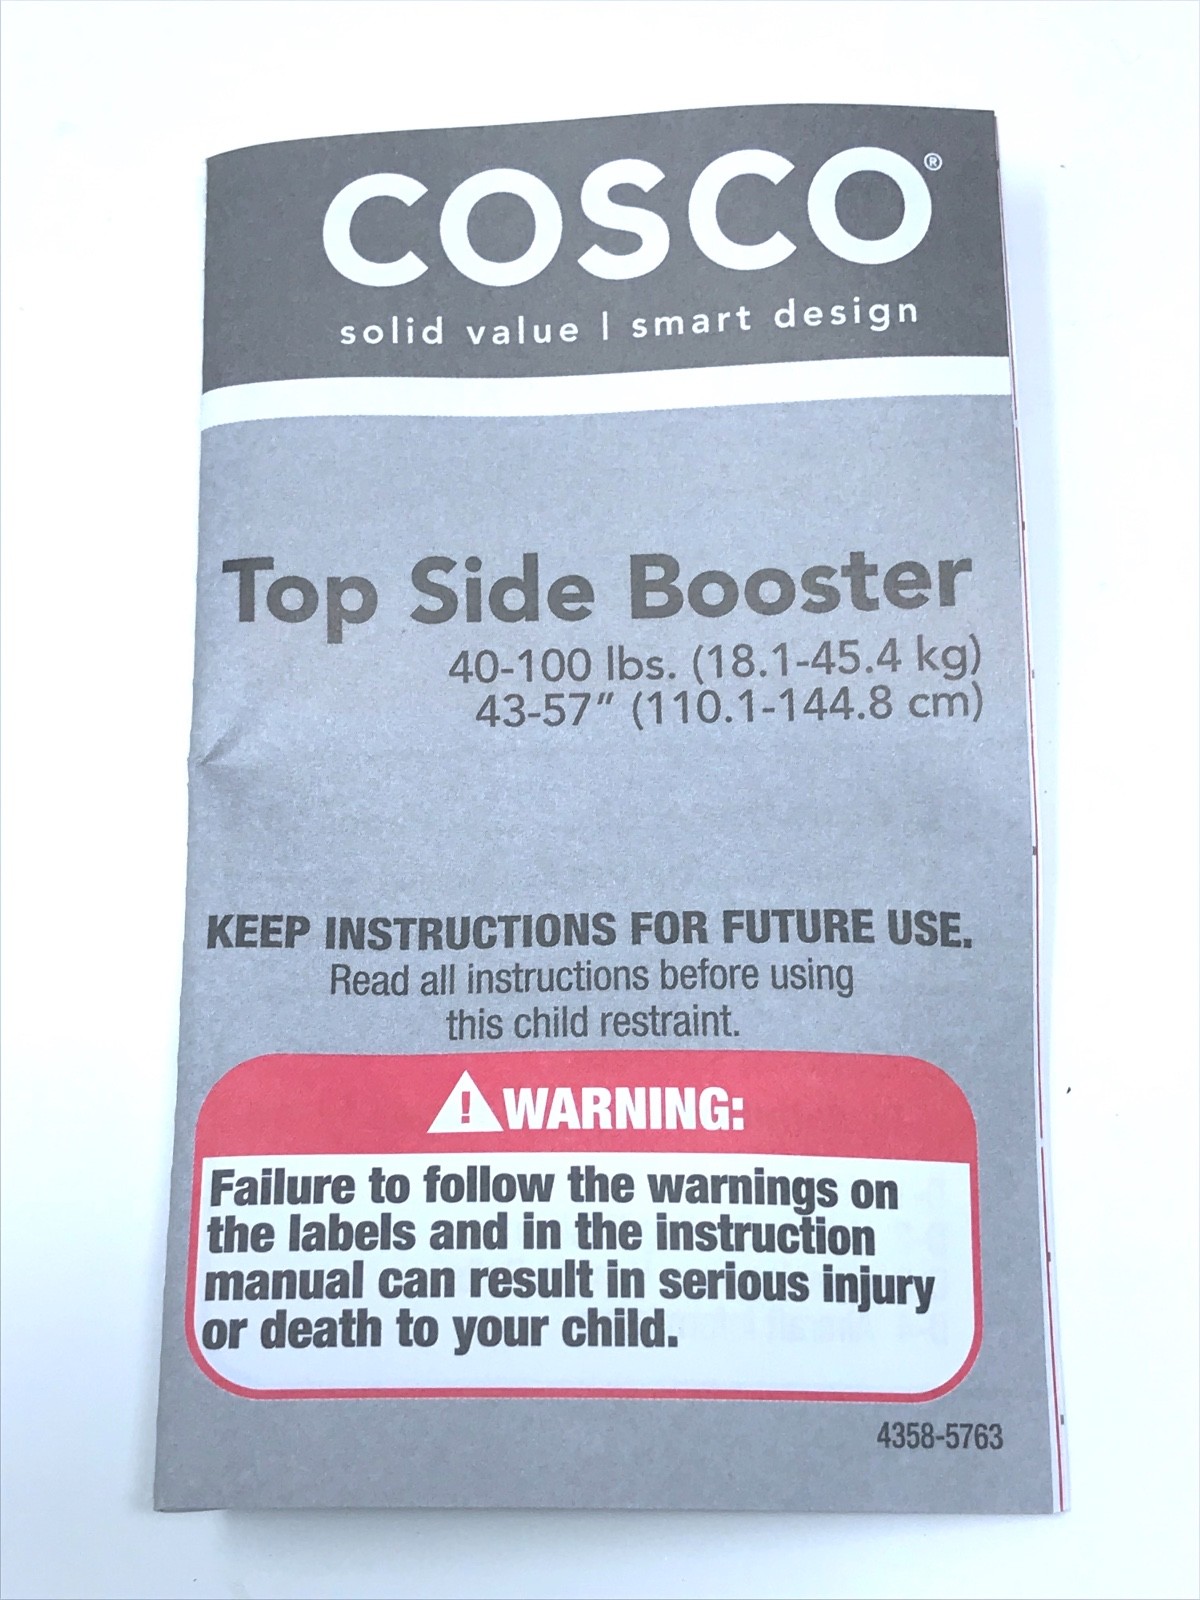 COSCO®
solid value | smart design
Top Side Booster
40-100 lbs. (18.1-45.4 kg)
43-57" (110.1-144.8 cm)
KEEP INSTRUCTIONS FOR FUTURE USE.
Read all instructions before using
this child restraint.
WARNING:
Failure to follow the warnings on
the labels and in the instruction
manual can result in serious injury
or death to your child.
4358-5763